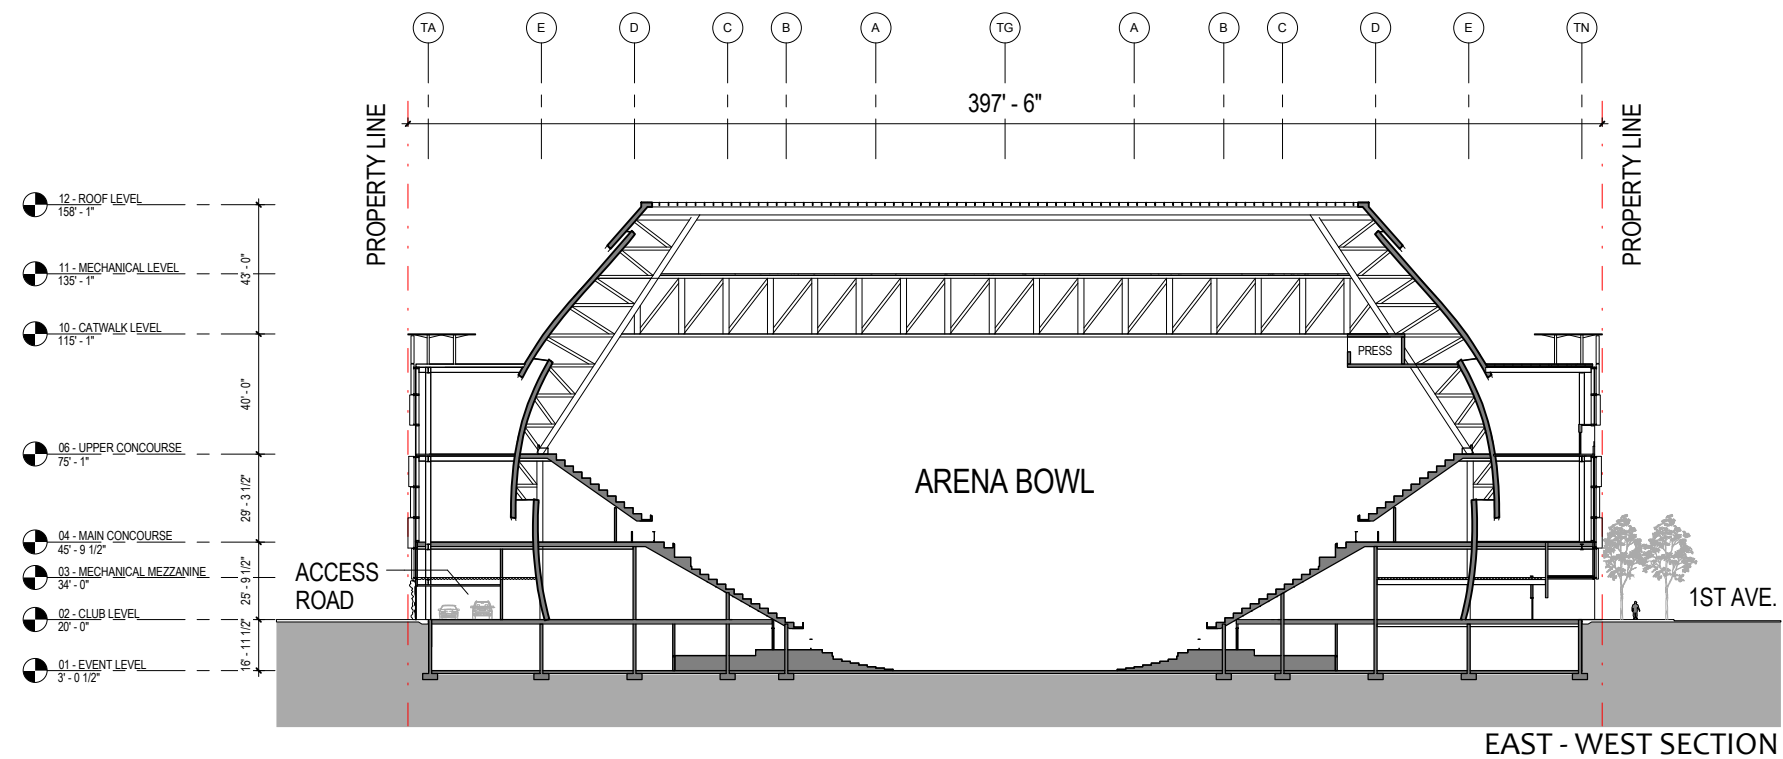 TA E D C B A TG A B C D E TN
397' - 6"
PROPERTY LINE
PROPERTY LINE
12 - ROOF LEVEL
158' - 1"
11 - MECHANICAL LEVEL
135' - 1"
43' - 0"
10 - CATWALK LEVEL
115' - 1"
PRESS
40' - 0"
06 - UPPER CONCOURSE
75' - 1"
ARENA BOWL
29' - 3 1/2"
04 - MAIN CONCOURSE
45' - 9 1/2"
03 - MECHANICAL MEZZANINE
34' - 0"
25' - 9 1/2"
ACCESS
ROAD
1ST AVE.
02 - CLUB LEVEL
20' - 0"
16' - 11 1/2"
01 - EVENT LEVEL
3' - 0 1/2"
EAST - WEST SECTION